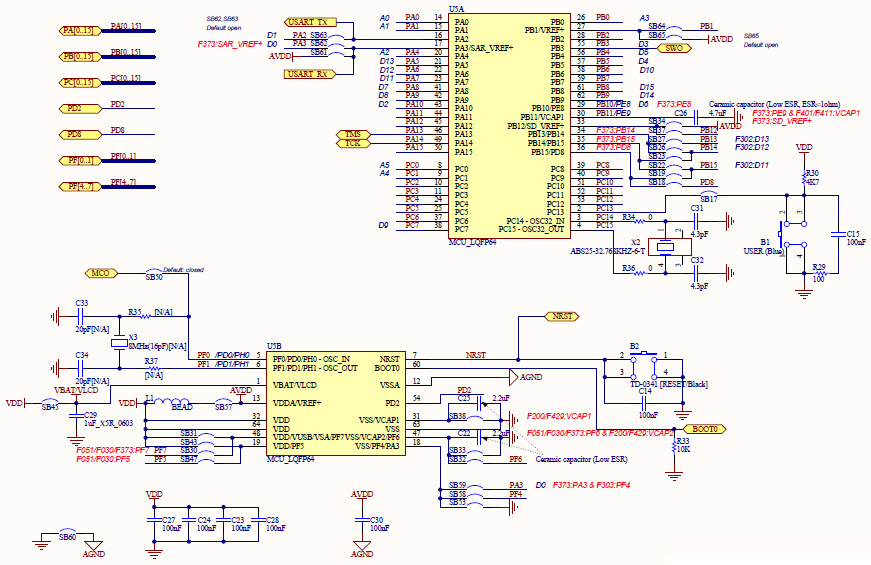 U5A
SB62,SB63
Default open
USART_TX
USART_RX
PA[0..15] PA[0..15]
PB[0..15] PB[0..15]
PC[0..15] PC[0..15]
PD2 PD2
PD8 PD8
PF[0..1] PF[0..1]
PF[4..7] PF[4..7]
D1 PA2 SB63
D0 PA3 SB62
F373:SAR_VREF+
AVDD SB61
TMS
TCK
A0 PA0 14 PA0
A1 PA1 15 PA1
16 PA2
17 PA3/SAR_VREF+
A2 PA4 20 PA4
D13 PA5 21 PA5
D12 PA6 22 PA6
D11 PA7 23 PA7
D7 PA8 41 PA8
D8 PA9 42 PA9
D2 PA10 43 PA10
PA11 44 PA11
PA12 45 PA12
PA13 46 PA13
PA14 49 PA14
PA15 50 PA15
A5 PC0 8 PC0
A4 PC1 9 PC1
PC2 10 PC2
PC3 11 PC3
PC4 24 PC4
PC5 25 PC5
PC6 37 PC6
D9 PC7 38 PC7
MCU_LQFP64
PB0 26 PB0 A3
PB1/VREF+ 27 SB64 PB1
PB2 28 PB2 SB65 AVDD
SB65
Default open
PB3 55 PB3 D3 SWO
PB4 56 PB4 D5
PB5 57 PB5 D4
PB6 58 PB6 D10
PB7 59 PB7
PB8 61 PB8 D15
PB9 62 PB9 D14
PB10/PE8 29 PB10/PE8 D6 F373:PE8
PB11/VCAP1 30 PB11/PE9 C26 4.7uF
Ceramic capacitor (Low ESR, ESR<1ohm)
F373:PE9 & F401/F411:VCAP1
PB12/SD_VREF+ 33 SB34 AVDD
F373:SD_VREF+
PB13/PB14 34 F373:PB14 SB37 PB12
PB14/PB15 35 F373:PB15 SB27 PB13 F302:D13
PB15/PD8 36 F373:PD8 SB26 PB14 F302:D12
SB23
SB22 PB15 F302:D11
SB19
SB18 PD8
SB17
PC8 39 PC8
PC9 40 PC9
PC10 51 PC10
PC11 52 PC11
PC12 53 PC12
PC13 2 PC13
PC14 - OSC32_IN 3 PC14 R34 0
PC15 - OSC32_OUT 4 PC15
C31
4.3pF
X2
ABS25-32.768KHZ-6-T
R36 0
C32
4.3pF
VDD
R30
4K7
B1
USER (Blue)
C15
100nF
R29
100
MCO
Default: closed
SB50
C33
20pF[N/A]
R35 [N/A]
X3
8MHz(16pF)[N/A]
C34
20pF[N/A]
R37
[N/A]
VBAT/VLCD
VDD SB45
C29
1uF_X5R_0603
VDD L1
BEAD
SB57
AVDD
U5B
PF0 /PD0/PH0 5 PF0/PD0/PH0 - OSC_IN
PF1 /PD1/PH1 6 PF1/PD1/PH1 - OSC_OUT
1 VBAT/VLCD
13 VDDA/VREF+
32 VDD
64 VDD
48 VDD/VUSB/VSA/PF7
19 VDD/PF5
SB31
SB43
F051/F030/F373:PF7 PF7 SB30
F051/F030:PF5 PF5 SB47
MCU_LQFP64
NRST 7 NRST NRST
BOOT0 60
VSSA 12 AGND
PD2 54 PD2
VSS/VCAP1 31
VSS 63
VSS/VCAP2/PF6 47
VSS/PF4/PA3 18
C25 2.2uF
SB38
F200/F429:VCAP1
C22 2.2uF
F051/F030/F373:PF6 & F200/F429:VCAP2
SB33
SB32 PF6
Ceramic capacitor (Low ESR)
SB59 PA3 D0 F373:PA3 & F303:PF4
SB58 PF4
SB53
B2
TD-0341 [RESET/Black]
C14
100nF
BOOT0
R33
10K
VDD
C27
100nF
C24
100nF
C23
100nF
C28
100nF
AVDD
C30
100nF
AGND
SB60
AGND